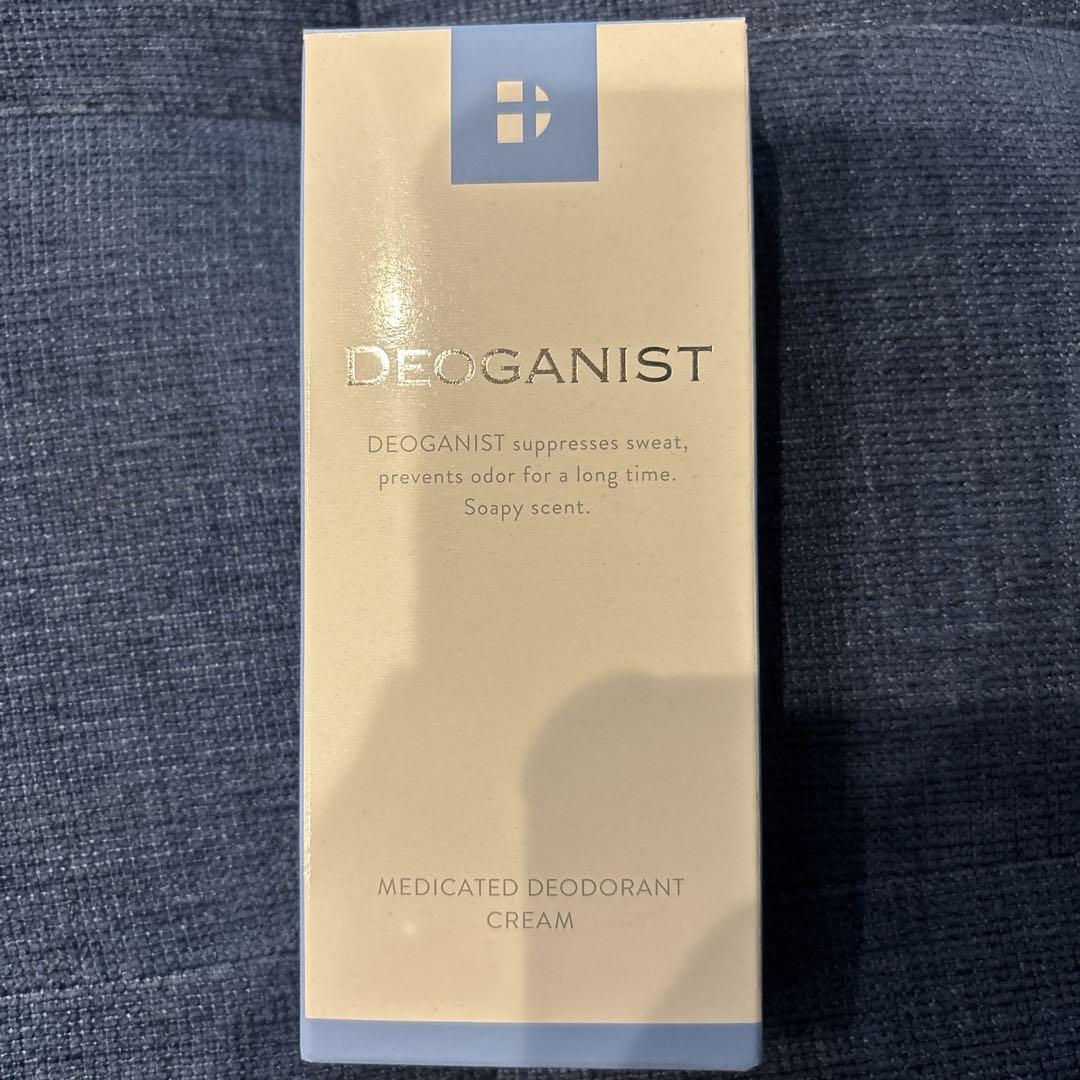 DEOGANIST
DEOGANIST suppresses sweat,
prevents odor for a long time.
Soapy scent.
MEDICATED DEODORANT
CREAM